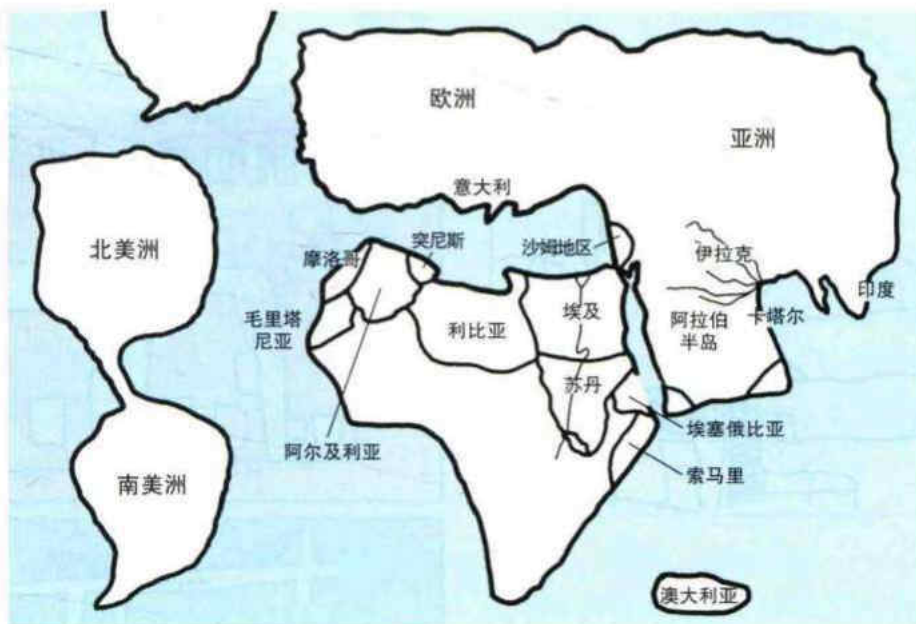 欧洲
亚洲
意大利
北美洲
摩洛哥
突尼斯
沙姆地区
伊拉克
印度
毛里塔
尼亚
利比亚
埃及
阿拉伯
半岛
卡塔尔
苏丹
阿尔及利亚
埃塞俄比亚
南美洲
索马里
澳大利亚